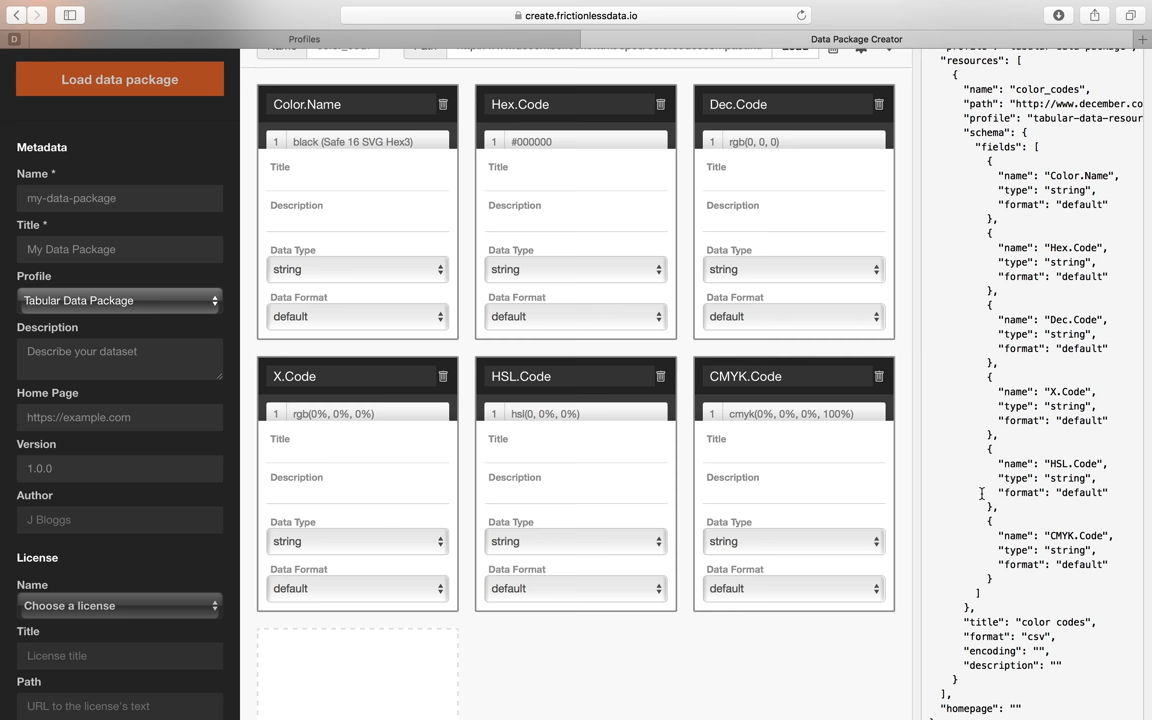 create.frictionlessdata.io
D
Profiles
Data Package Creator
Load data package
Metadata
Name *
my-data-package
Title *
My Data Package
Profile
Tabular Data Package
Description
Describe your dataset
Home Page
https://example.com
Version
1.0.0
Author
J Bloggs
License
Name
Choose a license
Title
License title
Path
URL to the license's text
Color.Name
Hex.Code
Dec.Code
1 black (Safe 16 SVG Hex3)
1 #000000
1 rgb(0, 0, 0)
Title
Title
Title
Description
Description
Description
Data Type
Data Type
Data Type
string
string
string
Data Format
Data Format
Data Format
default
default
default
X.Code
HSL.Code
CMYK.Code
1 rgb(0%, 0%, 0%)
1 hsl(0, 0%, 0%)
1 cmyk(0%, 0%, 0%, 100%)
Title
Title
Title
Description
Description
Description
Data Type
Data Type
Data Type
string
string
string
Data Format
Data Format
Data Format
default
default
default
"resources": [
{
"name": "color_codes",
"path": "http://www.december.co
"profile": "tabular-data-resour
"schema": {
"fields": [
{
"name": "Color.Name",
"type": "string",
"format": "default"
},
{
"name": "Hex.Code",
"type": "string",
"format": "default"
},
{
"name": "Dec.Code",
"type": "string",
"format": "default"
},
{
"name": "X.Code",
"type": "string",
"format": "default"
},
{
"name": "HSL.Code",
"type": "string",
"format": "default"
},
{
"name": "CMYK.Code",
"type": "string",
"format": "default"
}
]
},
"title": "color codes",
"format": "csv",
"encoding": "",
"description": ""
}
],
"homepage": ""